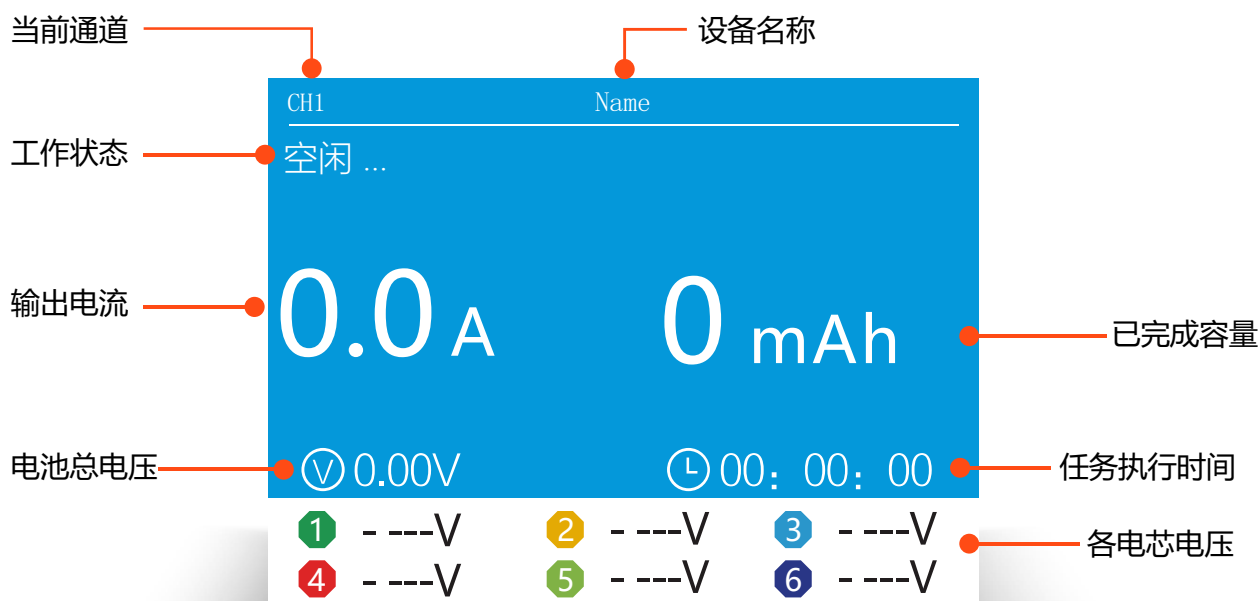 当前通道
设备名称
CH1 Name
工作状态
空闲 ...
输出电流
0.0 A 0 mAh
已完成容量
电池总电压
V 0.00V 00：00：00
任务执行时间
1 - ---V 2 - ---V 3 - ---V
各电芯电压
4 - ---V 5 - ---V 6 - ---V